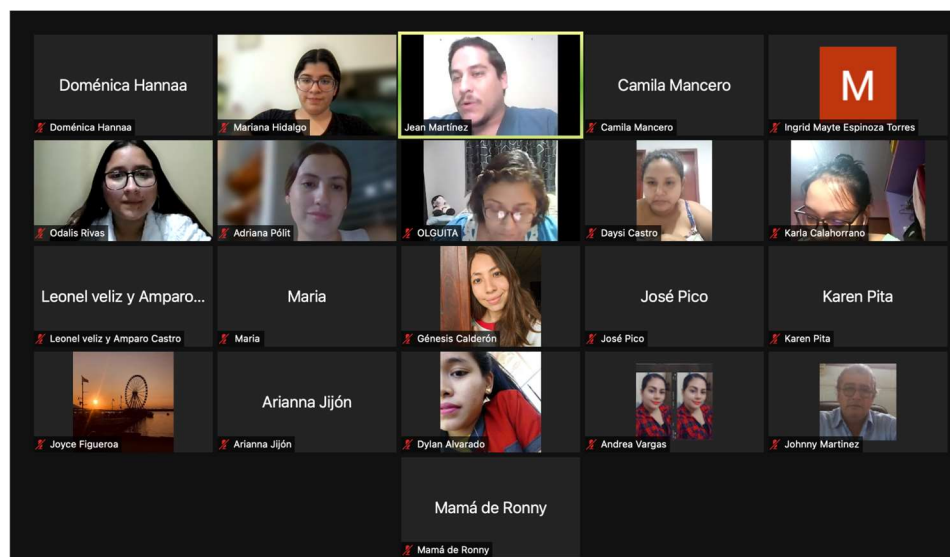 Doménica Hannaa
Doménica Hannaa
Mariana Hidalgo
Jean Martínez
Camila Mancero
Camila Mancero
M
Ingrid Mayte Espinoza Torres
Odalis Rivas
Adriana Pólit
OLGUITA
Daysi Castro
Karla Calahorrano
Leonel veliz y Amparo...
Leonel veliz y Amparo Castro
Maria
Maria
Génesis Calderón
José Pico
José Pico
Karen Pita
Karen Pita
Joyce Figueroa
Arianna Jijón
Arianna Jijón
Dylan Alvarado
Andrea Vargas
Johnny Martinez
Mamá de Ronny
Mamá de Ronny